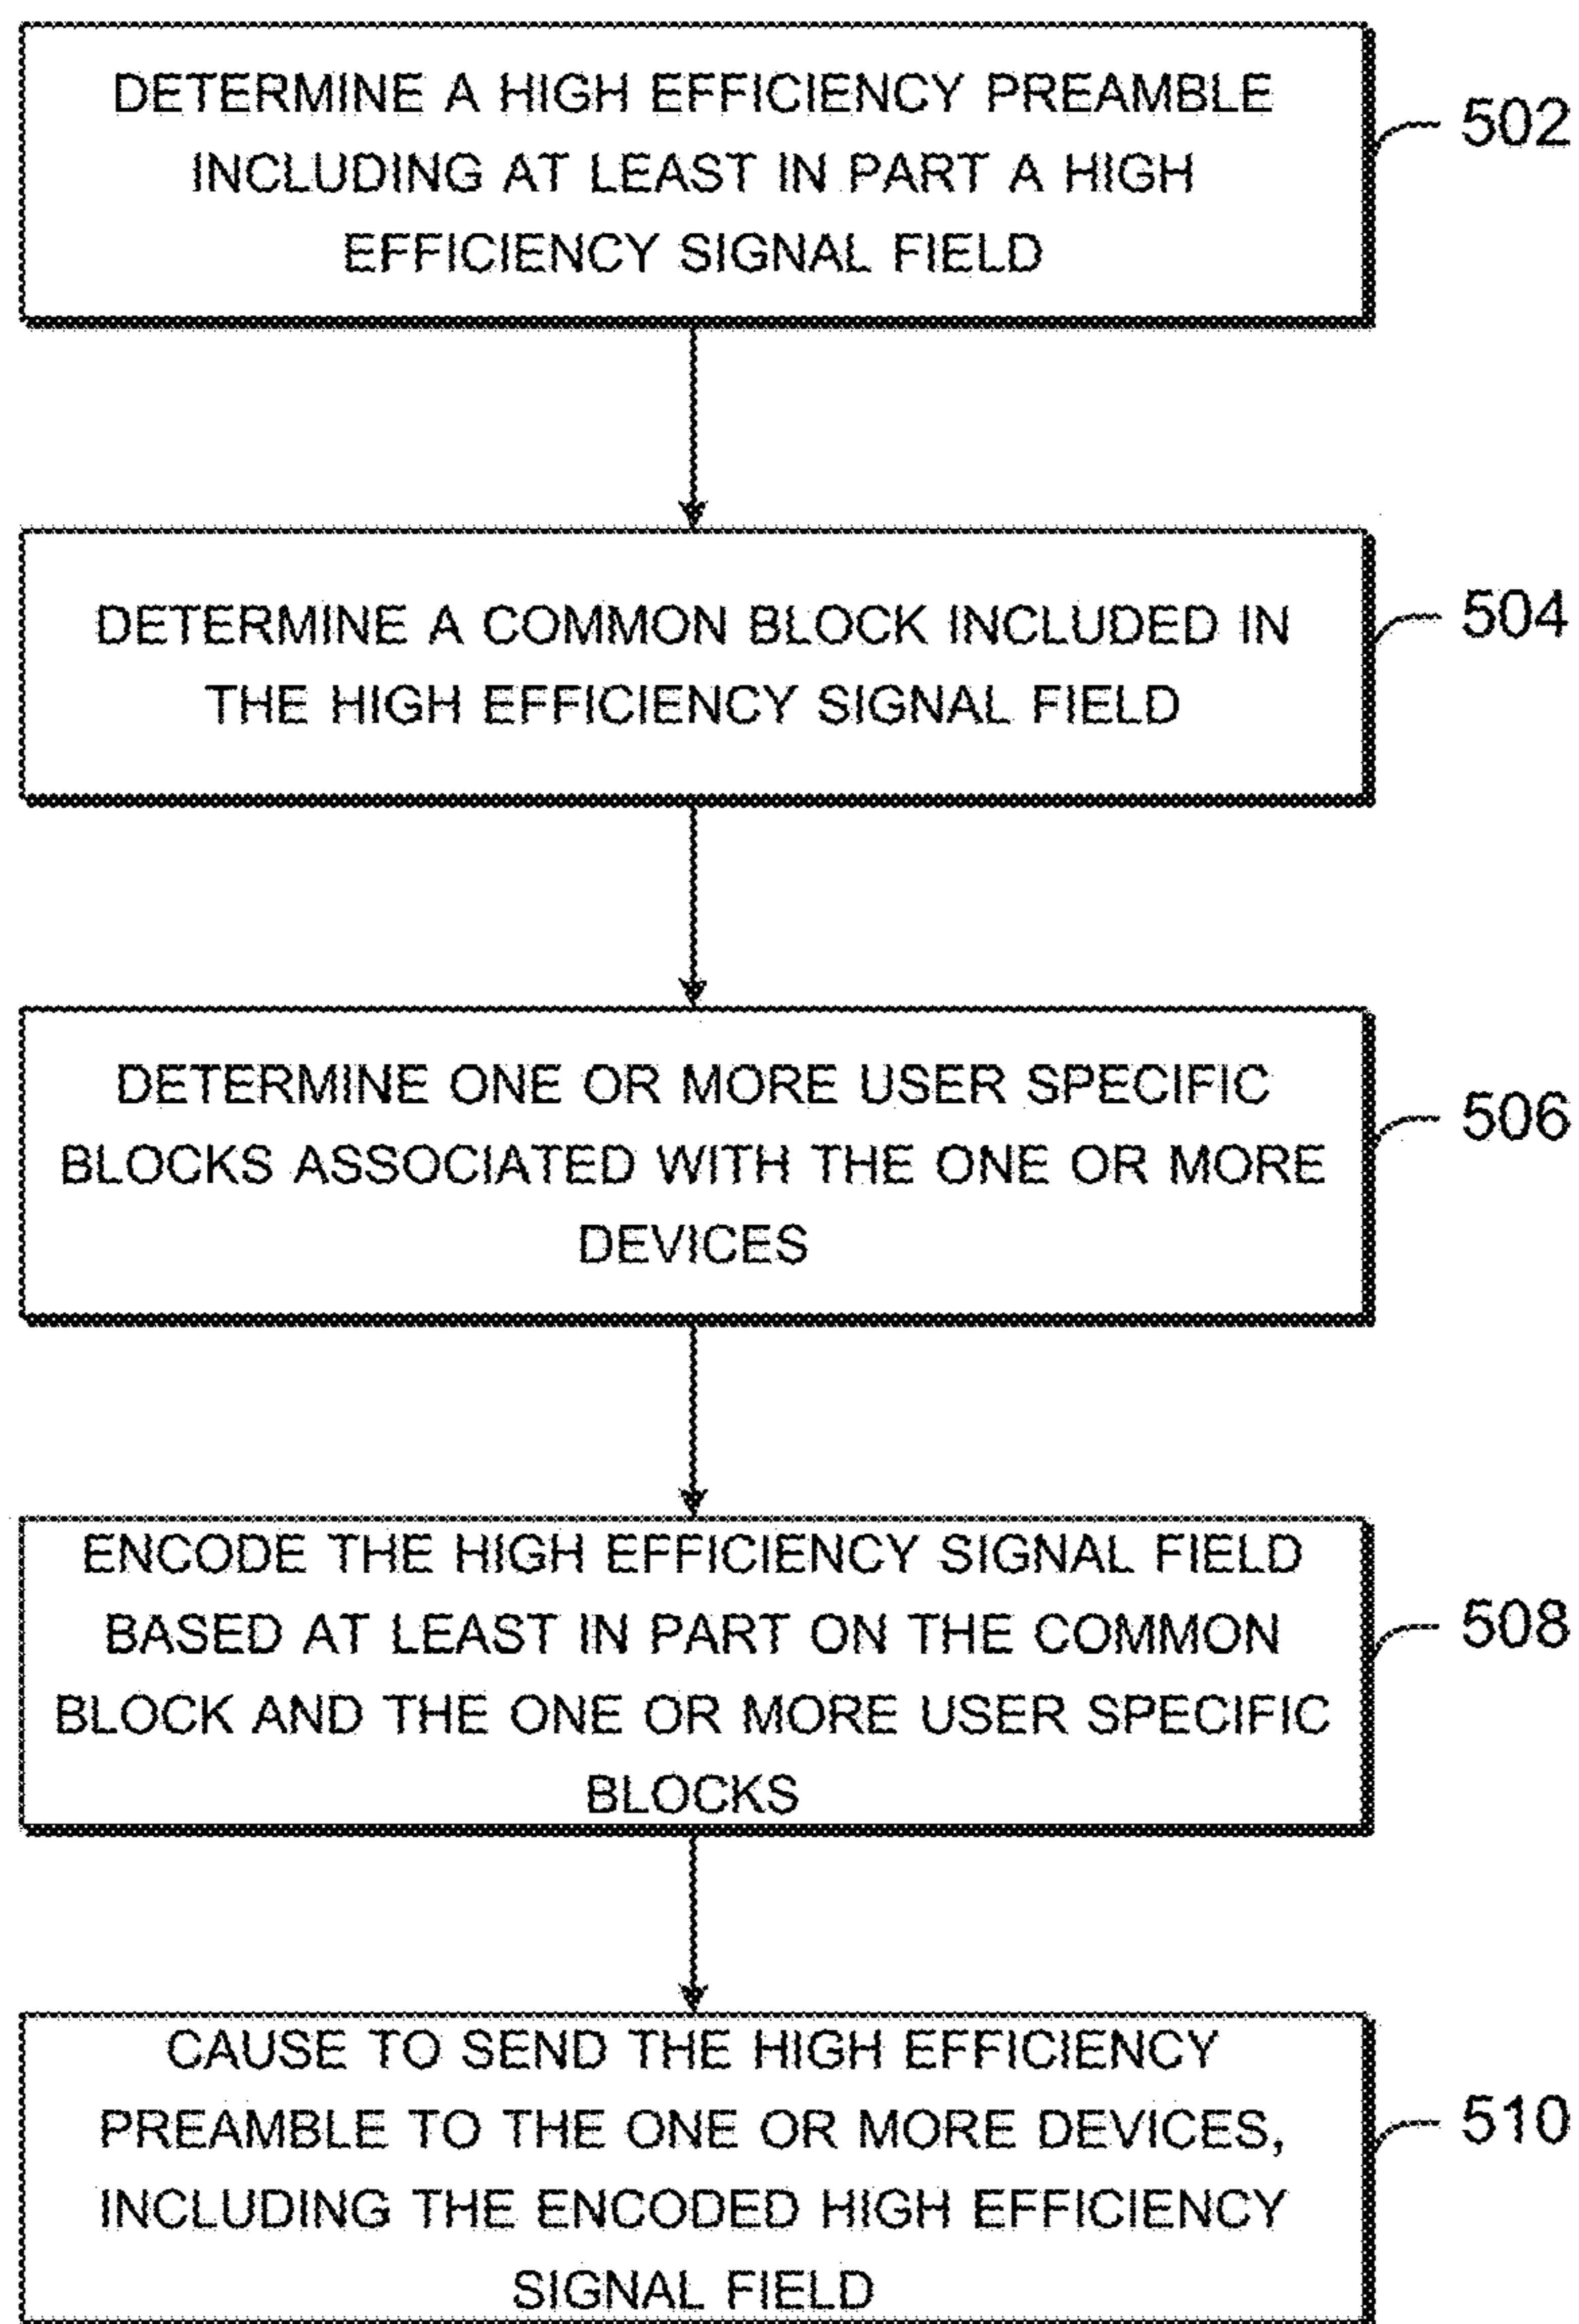 DETERMINE A HIGH EFFICIENCY PREAMBLE
INCLUDING AT LEAST IN PART A HIGH
EFFICIENCY SIGNAL FIELD
502
DETERMINE A COMMON BLOCK INCLUDED IN
THE HIGH EFFICIENCY SIGNAL FIELD
504
DETERMINE ONE OR MORE USER SPECIFIC
BLOCKS ASSOCIATED WITH THE ONE OR MORE
DEVICES
506
ENCODE THE HIGH EFFICIENCY SIGNAL FIELD
BASED AT LEAST IN PART ON THE COMMON
BLOCK AND THE ONE OR MORE USER SPECIFIC
BLOCKS
508
CAUSE TO SEND THE HIGH EFFICIENCY
PREAMBLE TO THE ONE OR MORE DEVICES,
INCLUDING THE ENCODED HIGH EFFICIENCY
SIGNAL FIELD
510